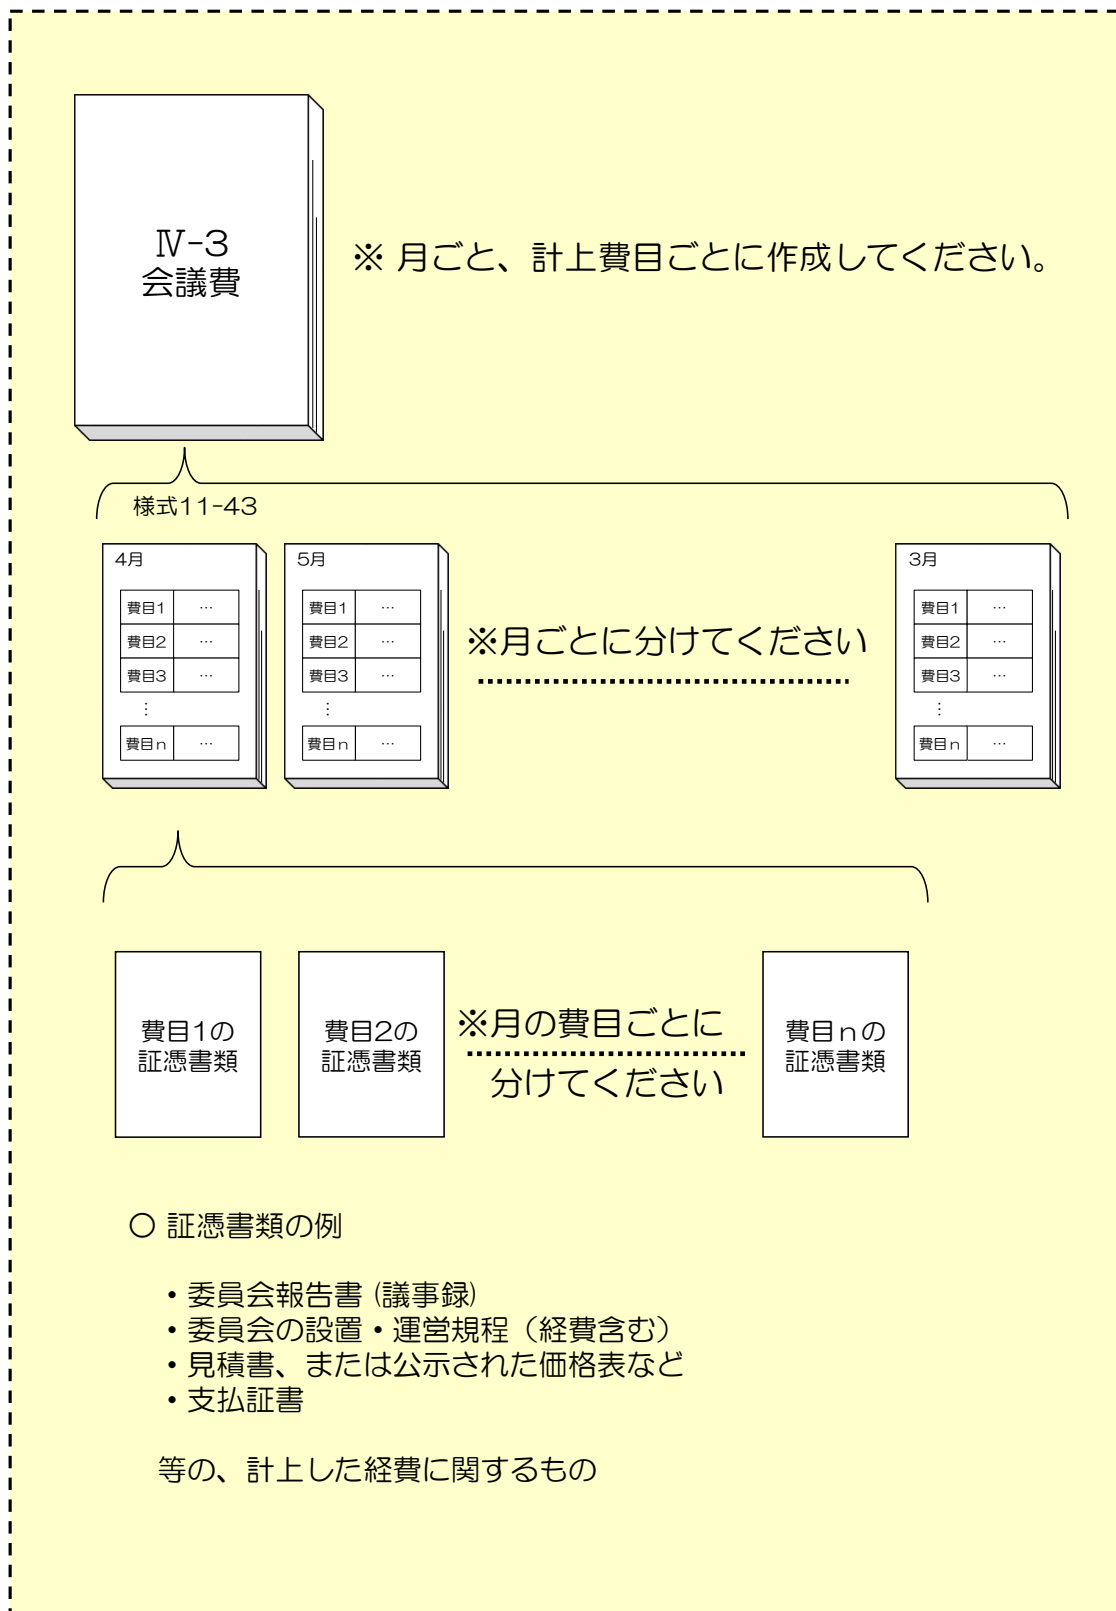 Ⅳ-3
会議費
※ 月ごと、計上費目ごとに作成してください。
様式11-43
4月
費目1 …
費目2 …
費目3 …
⋮
費目n …
5月
費目1 …
費目2 …
費目3 …
⋮
費目n …
※月ごとに分けてください
3月
費目1 …
費目2 …
費目3 …
⋮
費目n …
費目1の
証憑書類
費目2の
証憑書類
※月の費目ごとに
分けてください
費目nの
証憑書類
○ 証憑書類の例
・委員会報告書(議事録)
・委員会の設置・運営規程（経費含む）
・見積書、または公示された価格表など
・支払証書
等の、計上した経費に関するもの